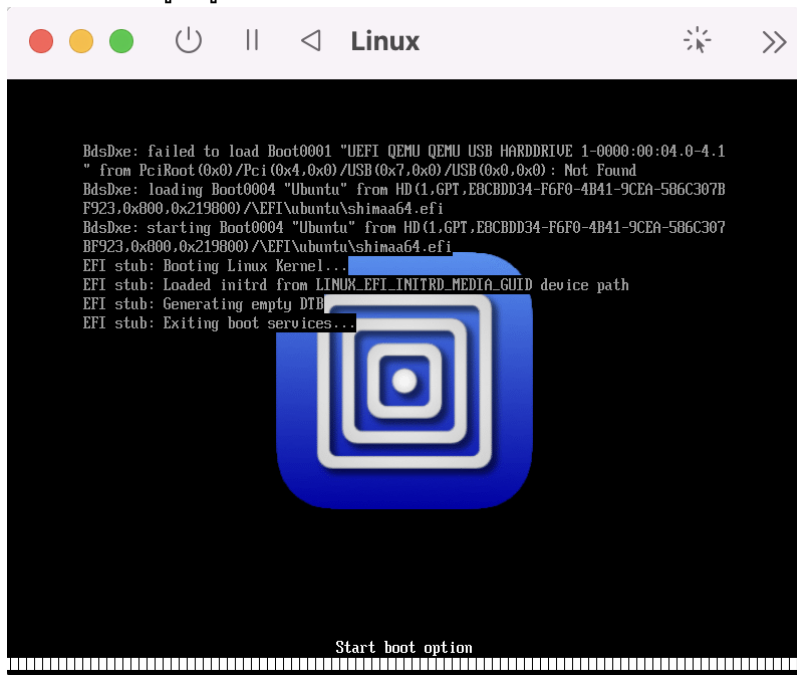 Linux
BdsDxe: failed to load Boot0001 "UEFI QEMU QEMU USB HARDDRIVE 1-0000:00:04.0-4.1
" from PciRoot(0x0)/Pci(0x4,0x0)/USB(0x7,0x0)/USB(0x0,0x0): Not Found
BdsDxe: loading Boot0004 "Ubuntu" from HD(1,GPT,E8CBDD34-F6F0-4B41-9CEA-586C307B
F923,0x800,0x219800)/\EFI\ubuntu\shimaa64.efi
BdsDxe: starting Boot0004 "Ubuntu" from HD(1,GPT,E8CBDD34-F6F0-4B41-9CEA-586C307
BF923,0x800,0x219800)/\EFI\ubuntu\shimaa64.efi
EFI stub: Booting Linux Kernel...
EFI stub: Loaded initrd from LINUX_EFI_INITRD_MEDIA_GUID device path
EFI stub: Generating empty DTB
EFI stub: Exiting boot services...
Start boot option